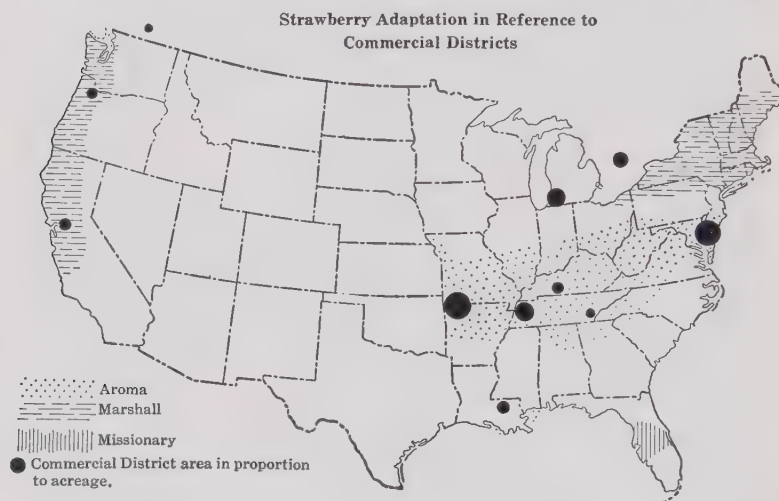 Strawberry Adaptation in Reference to
Commercial Districts
Aroma
Marshall
Missionary
Commercial District area in proportion
to acreage.